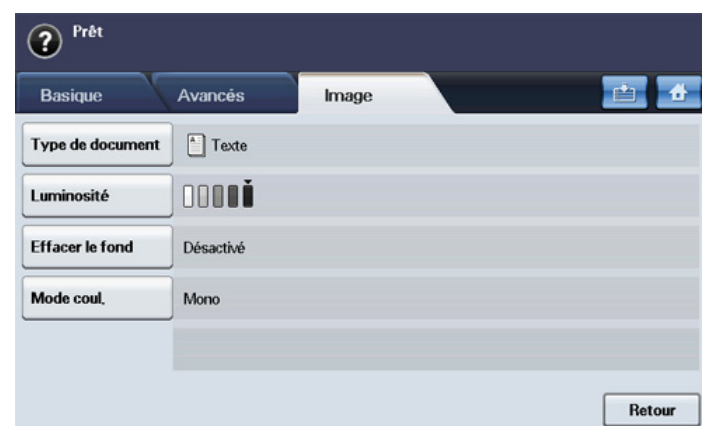 Prêt
Basique Avancés Image
Type de document Texte
Luminosité
Effacer le fond Désactivé
Mode coul. Mono
Retour